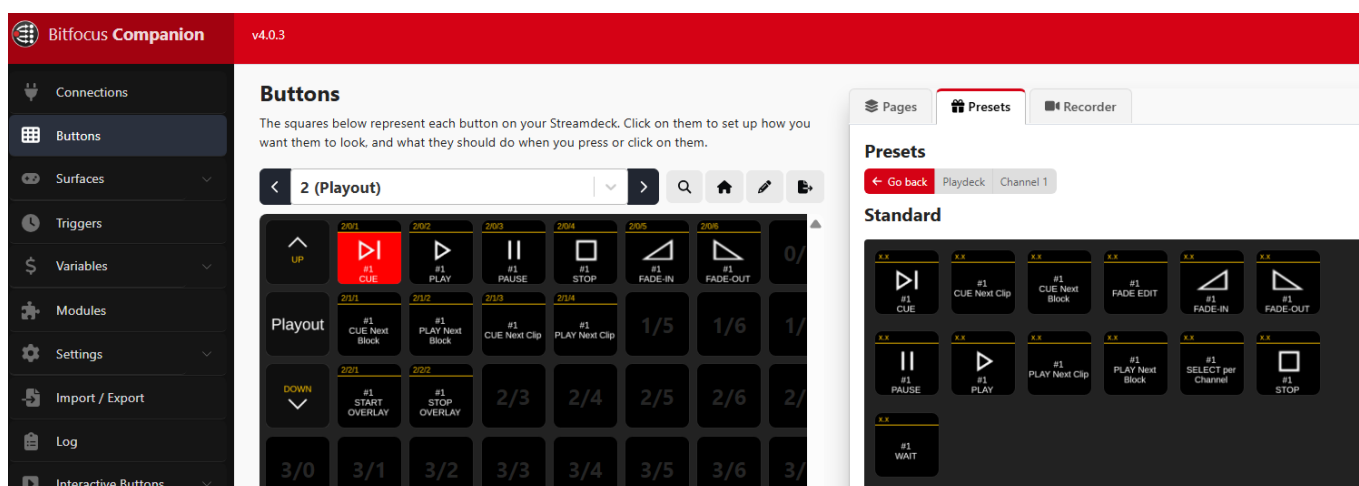 Bitfocus Companion
v4.0.3
Connections
Buttons
Surfaces
Triggers
Variables
Modules
Settings
Import / Export
Log
Interactive Buttons
Buttons
The squares below represent each button on your Streamdeck. Click on them to set up how you
want them to look, and what they should do when you press or click on them.
2 (Playout)
UP
2/0/1
#1
CUE
2/0/2
#1
PLAY
2/0/3
#1
PAUSE
2/0/4
#1
STOP
2/0/5
#1
FADE-IN
2/0/6
#1
FADE-OUT
0/
Playout
2/1/1
#1
CUE Next
Block
2/1/2
#1
PLAY Next
Block
2/1/3
#1
CUE Next Clip
2/1/4
#1
PLAY Next Clip
1/5
1/6
1/
DOWN
2/2/1
#1
START
OVERLAY
2/2/2
#1
STOP
OVERLAY
2/3
2/4
2/5
2/6
2/
3/0
3/1
3/2
3/3
3/4
3/5
3/6
3/
Pages
Presets
Recorder
Presets
← Go back
Playdeck
Channel 1
Standard
x.x
#1
CUE
x.x
#1
CUE Next Clip
x.x
#1
CUE Next
Block
x.x
#1
FADE EDIT
x.x
#1
FADE-IN
x.x
#1
FADE-OUT
x.x
#1
PAUSE
x.x
#1
PLAY
x.x
#1
PLAY Next Clip
x.x
#1
PLAY Next
Block
x.x
#1
SELECT per
Channel
x.x
#1
STOP
x.x
#1
WAIT